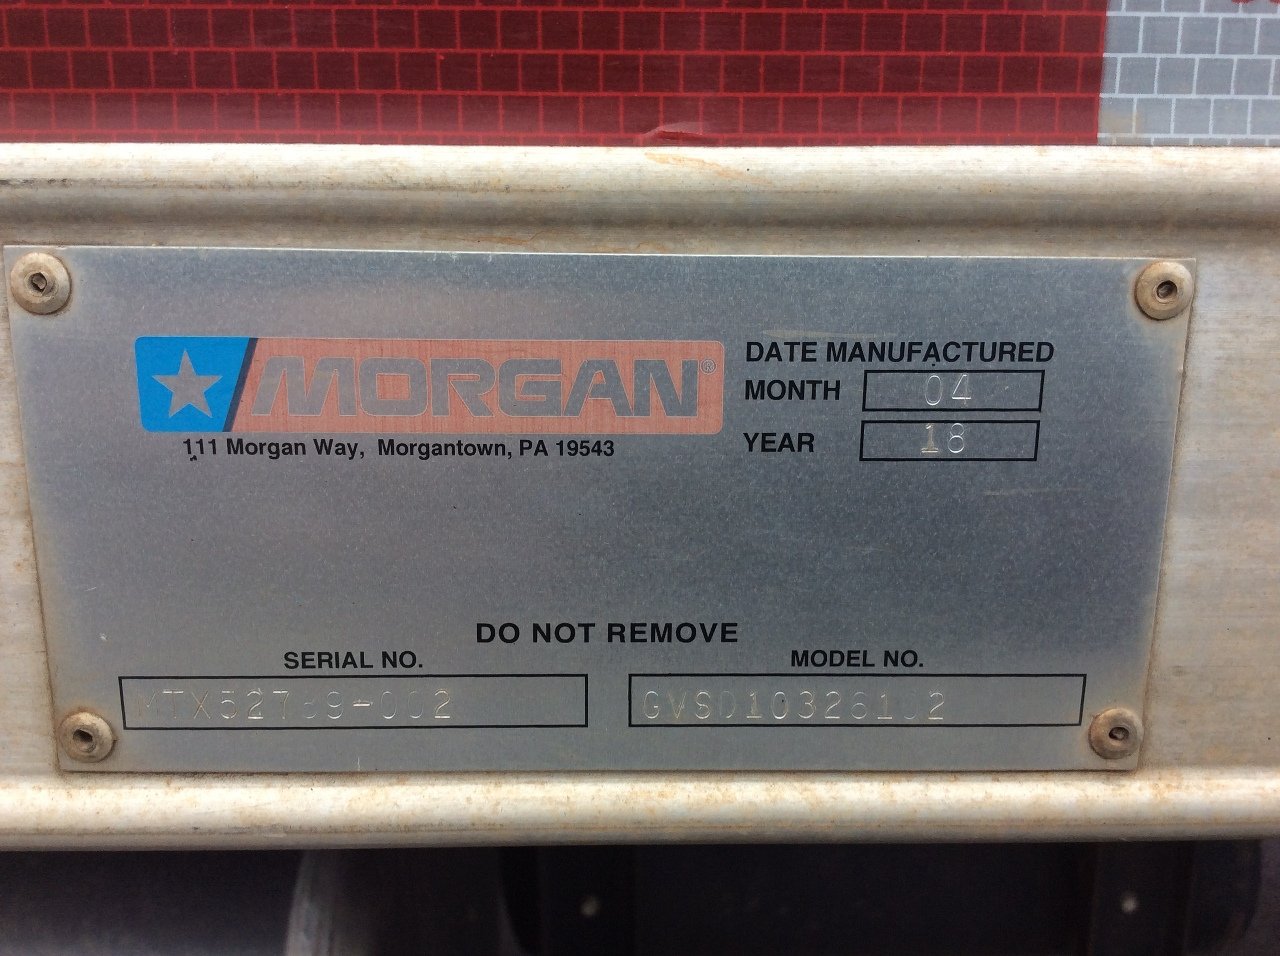 MORGAN®
111 Morgan Way, Morgantown, PA 19543
DATE MANUFACTURED
MONTH 04
YEAR 18
DO NOT REMOVE
SERIAL NO.
MODEL NO.